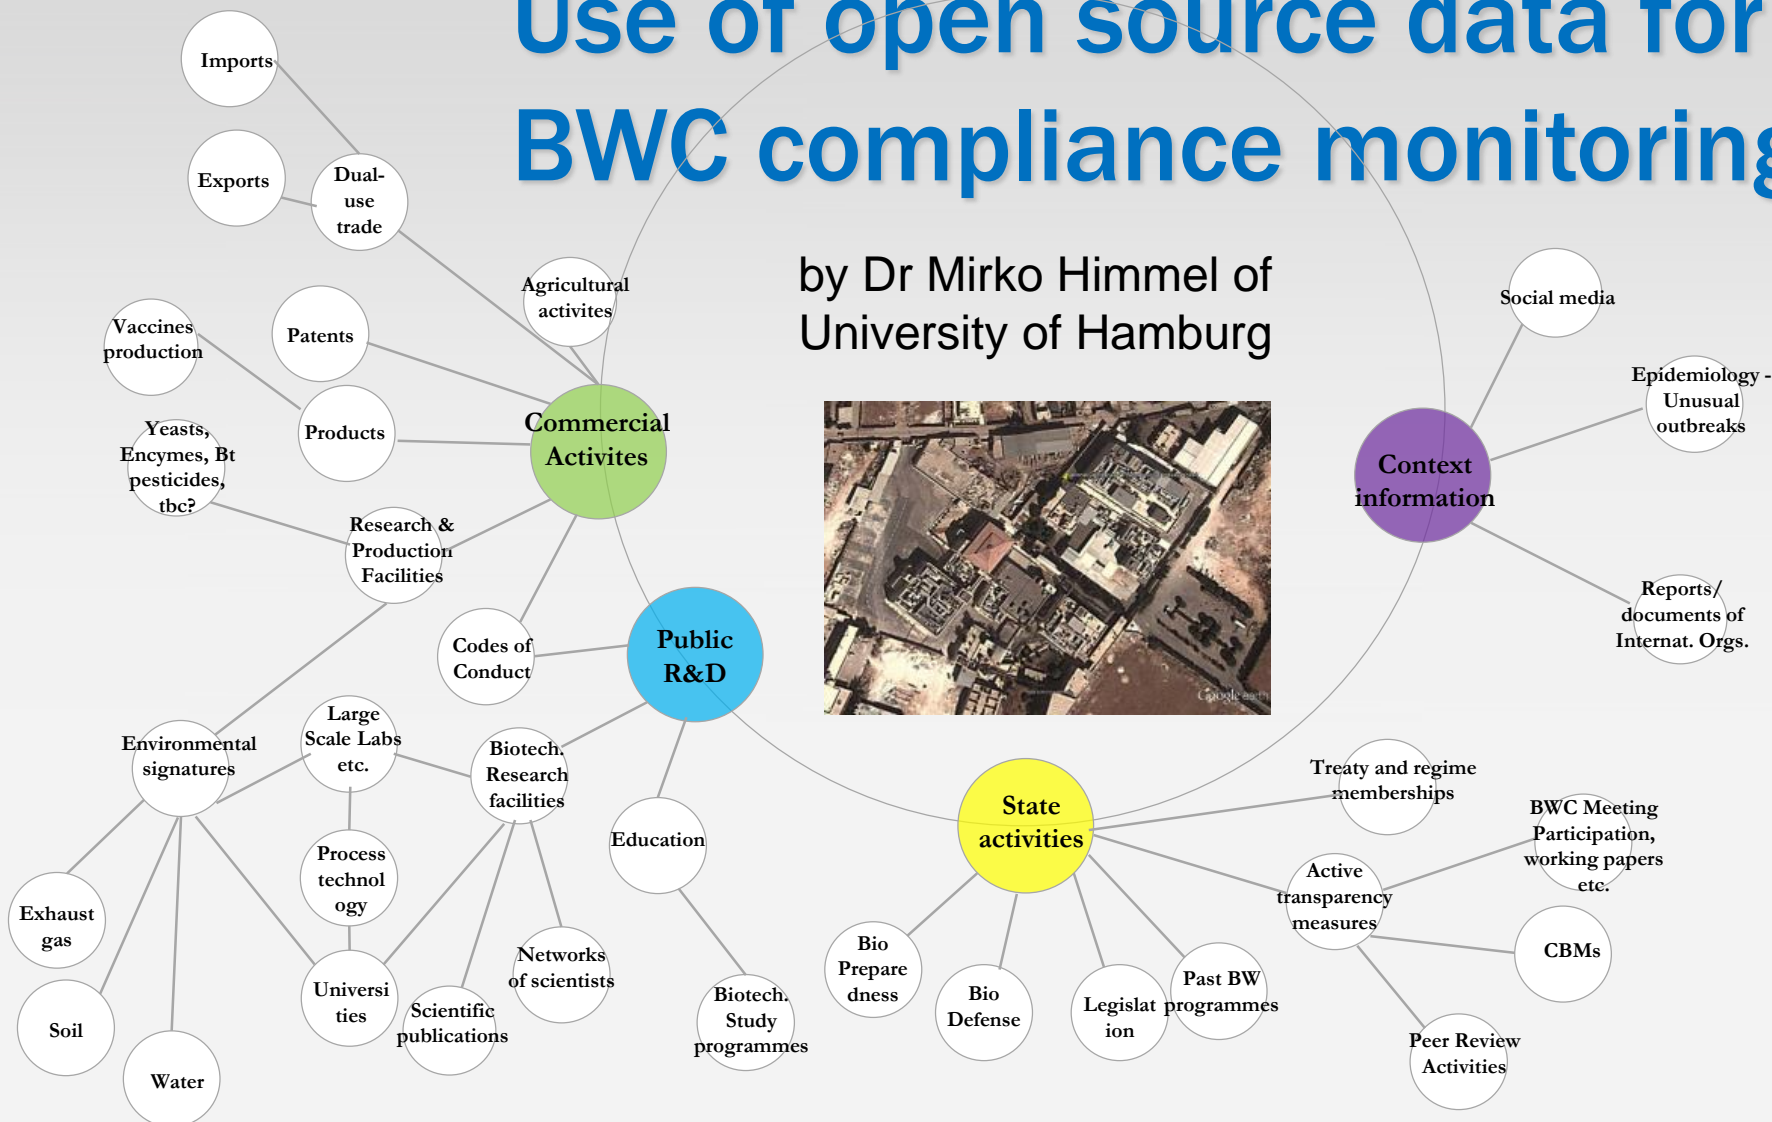 Use of open source data for
BWC compliance monitoring
by Dr Mirko Himmel of
University of Hamburg
Imports
Exports
Dual-
use
trade
Agricultural
activites
Patents
Vaccines
production
Products
Yeasts,
Encymes, Bt
pesticides,
tbc?
Research &
Production
Facilities
Commercial
Activites
Codes of
Conduct
Public
R&D
Environmental
signatures
Large
Scale Labs
etc.
Biotech.
Research
facilities
Process
technol
ogy
Education
Exhaust
gas
Soil
Water
Universi
ties
Scientific
publications
Networks
of scientists
Biotech.
Study
programmes
State
activities
Bio
Prepare
dness
Bio
Defense
Legislat
ion
Past BW
programmes
Treaty and regime
memberships
Active
transparency
measures
BWC Meeting
Participation,
working papers
etc.
CBMs
Peer Review
Activities
Context
information
Social media
Epidemiology -
Unusual
outbreaks
Reports/
documents of
Internat. Orgs.
Google earth